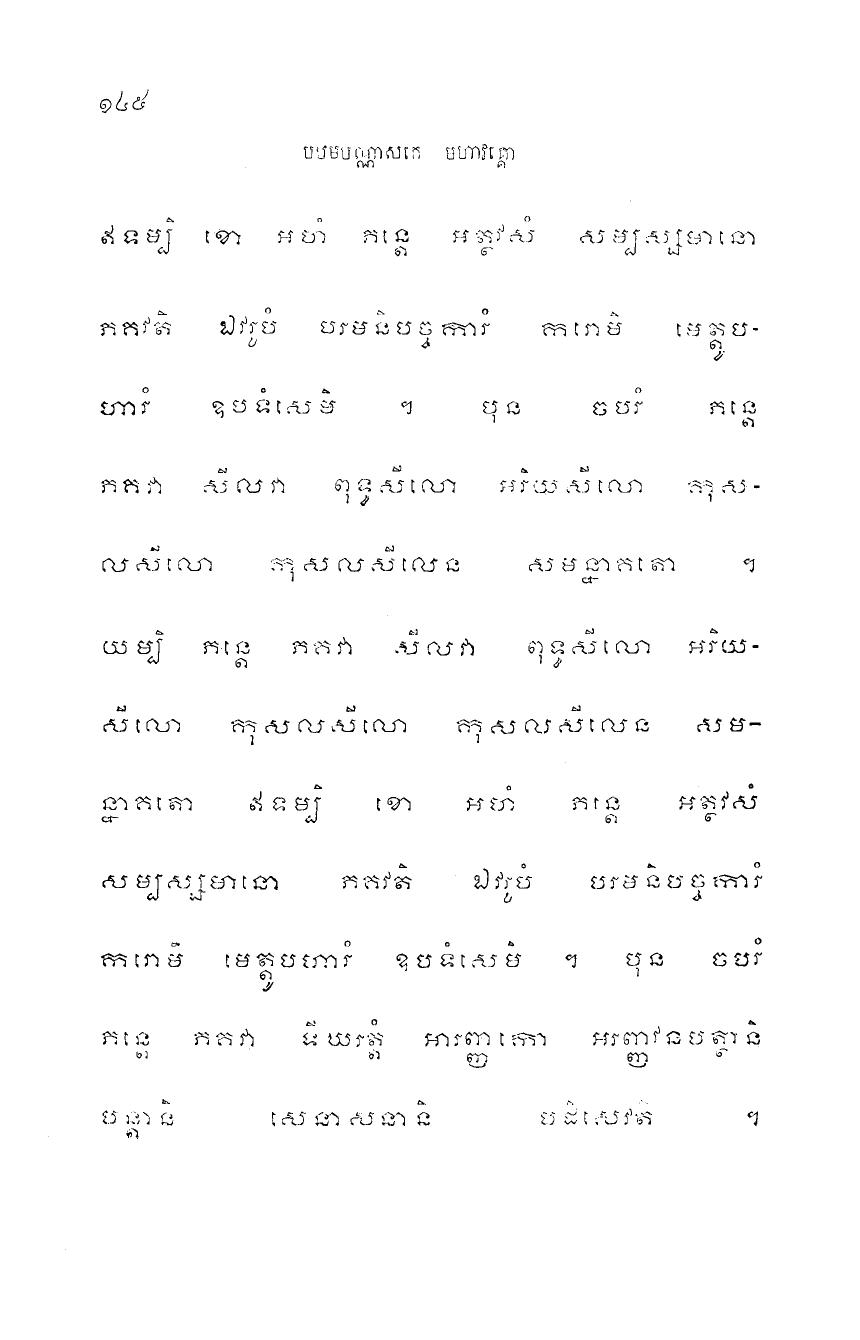 ១៤៥
បឋមបណ្ណាសកេ មហាវគ្គោ
ឥទម្បិ ខោ អហំ ភន្តេ អត្ថវសំ សម្បស្សមានោ
ភគវតិ ឯវរូបំ បរមនិបច្ចការំ ករោមិ មេត្តូប-
ហារំ ឧបទំសេមិ ។ បុន ចបរំ ភន្តេ
ភគវា សីលវា ពុទ្ធសីលោ អរិយសីលោ កុស-
លសីលោ កុសលសីលេន សមន្នាគតោ ។
យម្បិ ភន្តេ ភគវា សីលវា ពុទ្ធសីលោ អរិយ-
សីលោ កុសលសីលោ កុសលសីលេន សម-
ន្នាគតោ ឥទម្បិ ខោ អហំ ភន្តេ អត្ថវសំ
សម្បស្សមានោ ភគវតិ ឯវរូបំ បរមនិបច្ចការំ
ករោមិ មេត្តូបហារំ ឧបទំសេមិ ។ បុន ចបរំ
ភន្តេ ភគវា ទីឃរត្តំ អារញ្ញកោ អរញ្ញវនបត្ថានិ
បន្តានិ សេនាសនានិ បដិសេវតិ ។